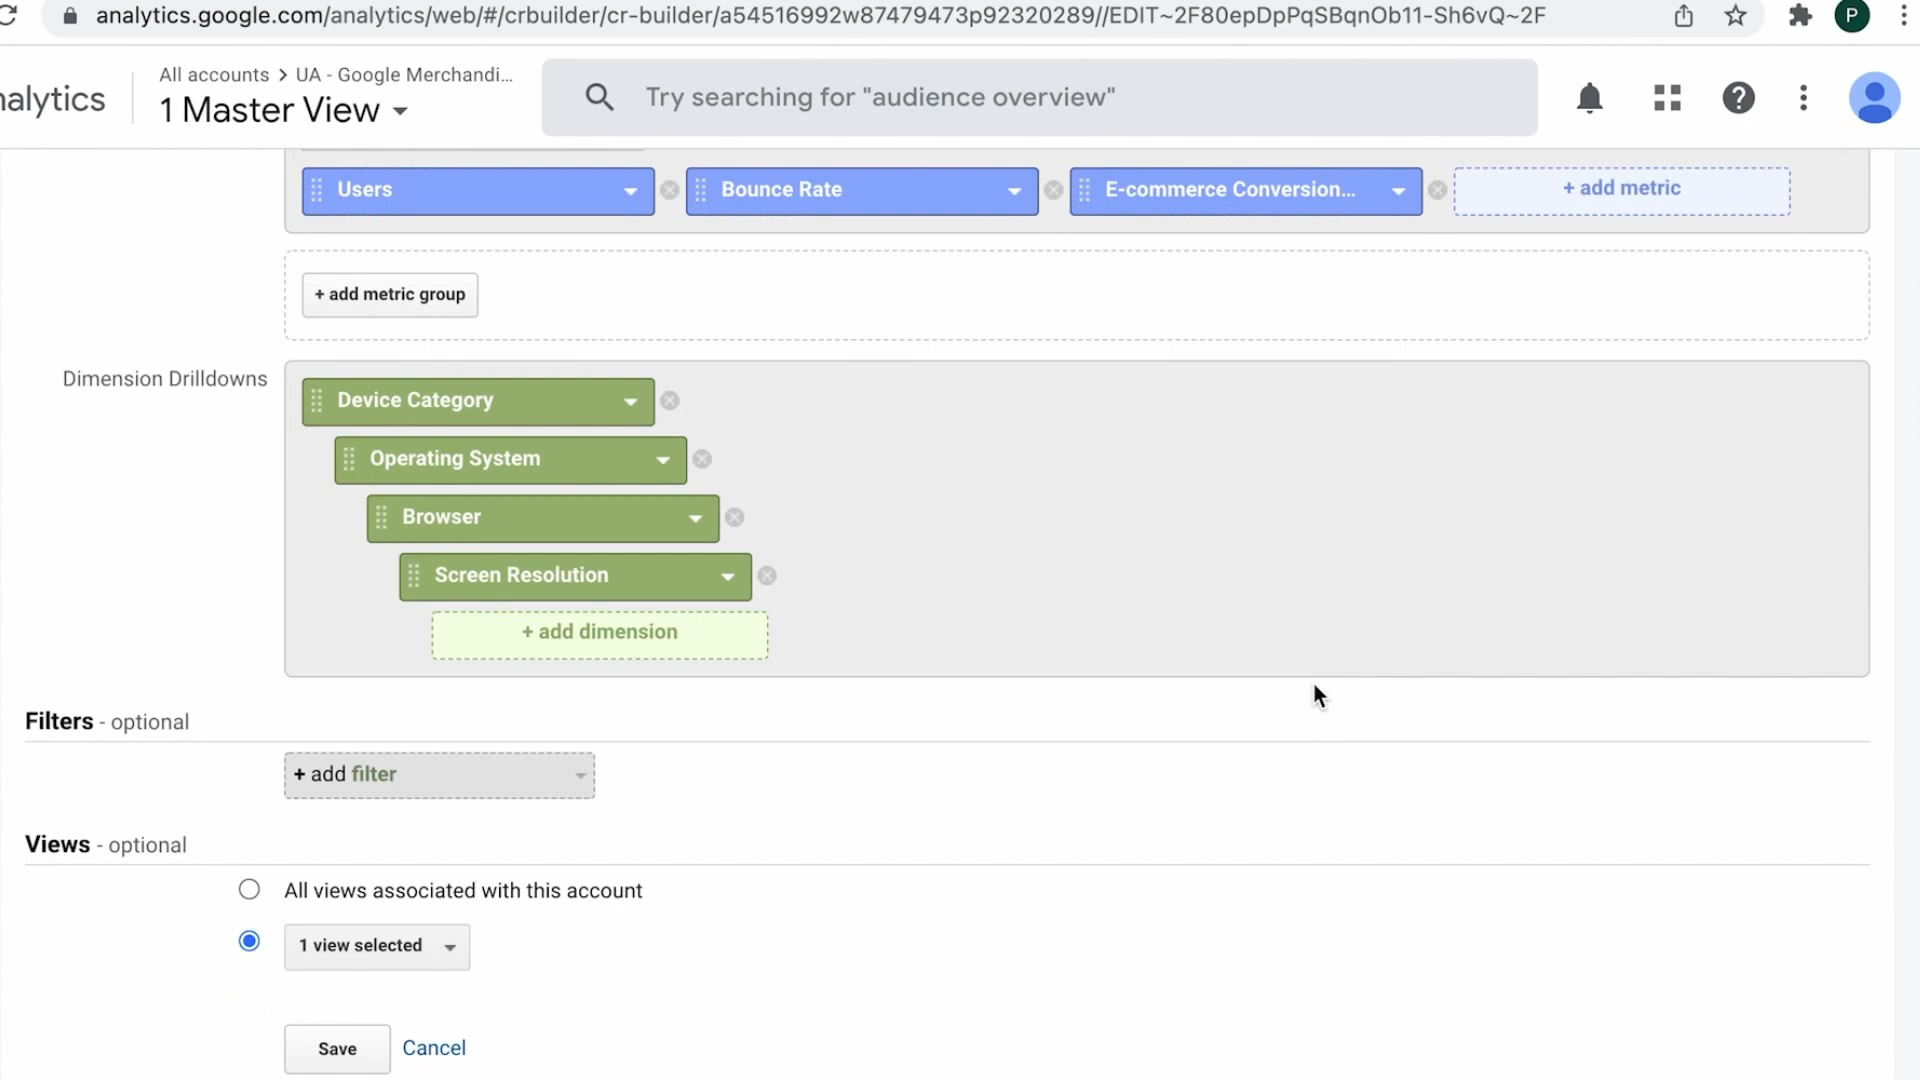 analytics.google.com/analytics/web/#/crbuilder/cr-builder/a54516992w87479473p92320289//EDIT~2F80epDpPqSBqnOb11-Sh6vQ~2F
P
nalytics
All accounts > UA - Google Merchandi...
1 Master View
Try searching for "audience overview"
Users
Bounce Rate
E-commerce Conversion...
+ add metric
+ add metric group
Dimension Drilldowns
Device Category
Operating System
Browser
Screen Resolution
+ add dimension
Filters - optional
+ add filter
Views - optional
All views associated with this account
1 view selected
Save
Cancel